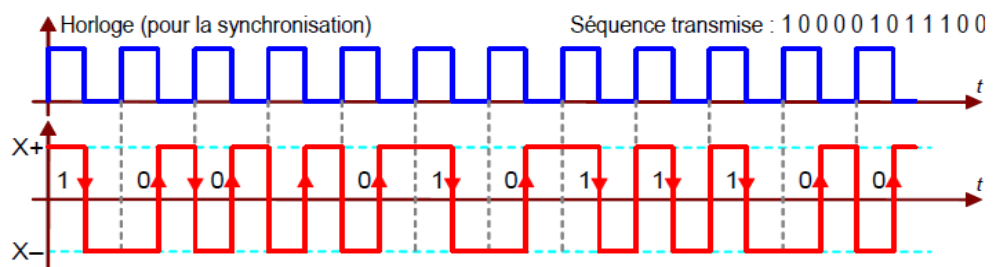 Horloge (pour la synchronisation) Séquence transmise : 1 0 0 0 0 1 0 1 1 1 0 0
t
X+
1 0 0 0 1 0 1 1 1 0 0
t
X–